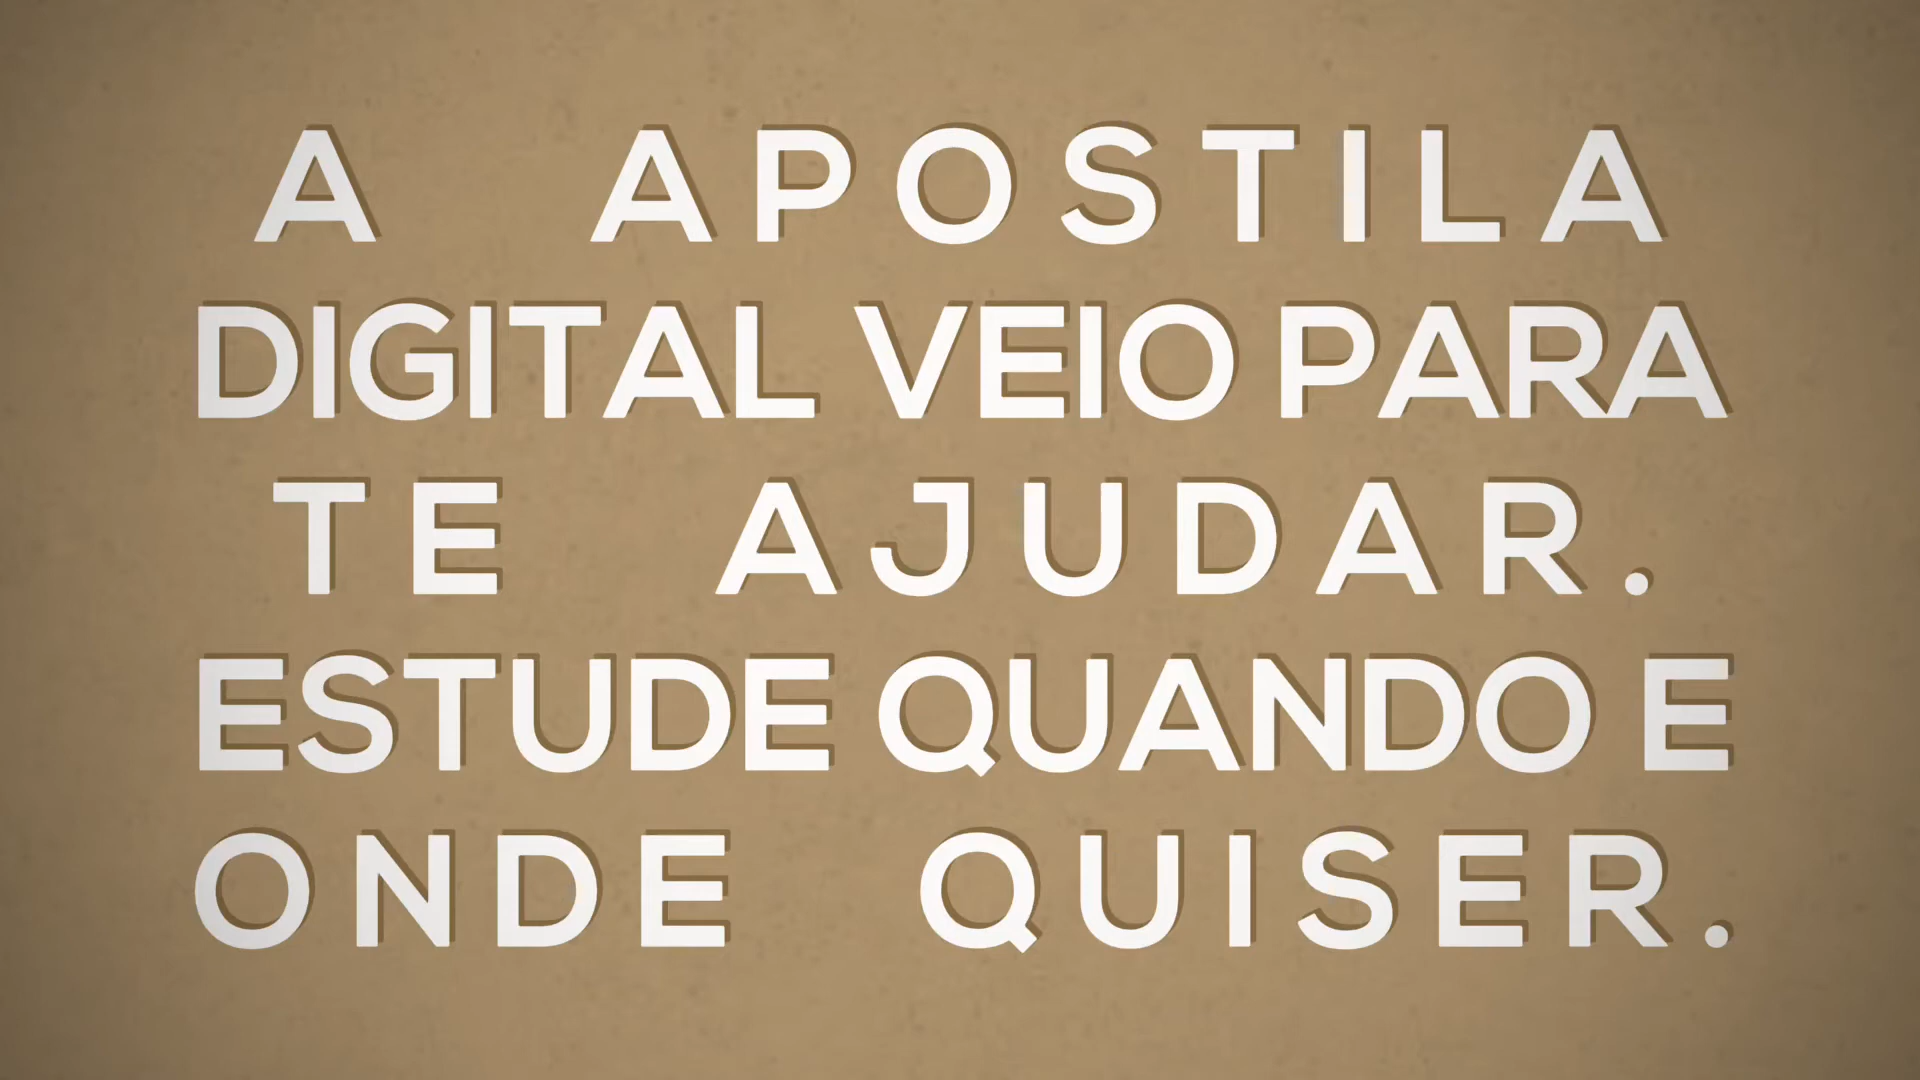 A APOSTILA
DIGITAL VEIO PARA
TE AJUDAR.
ESTUDE QUANDO E
ONDE QUISER.